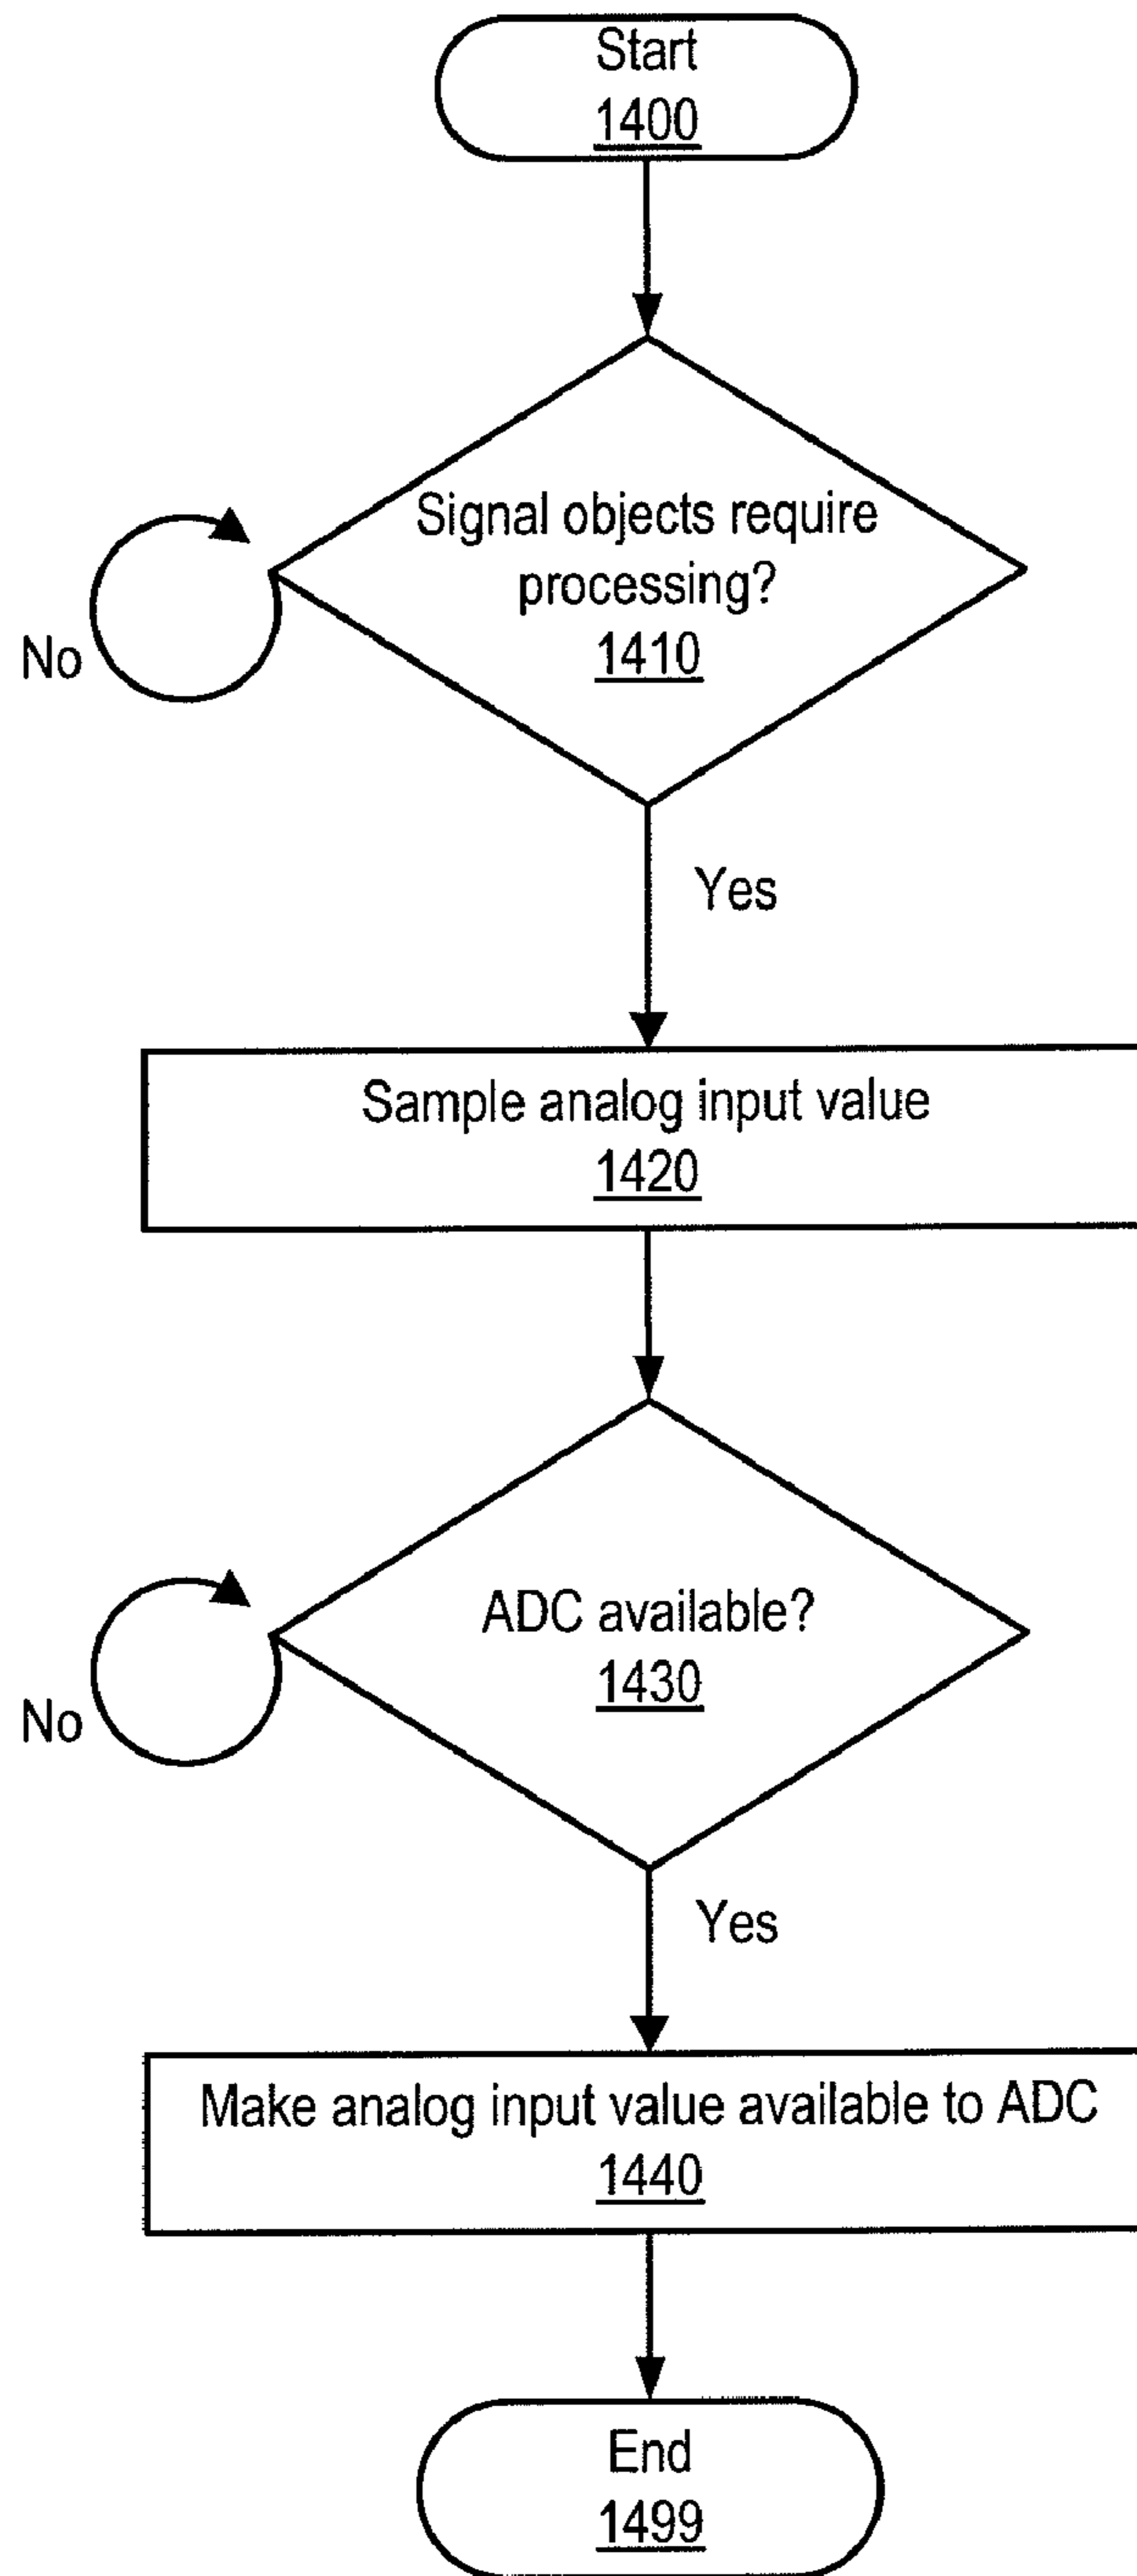 Start
1400
Signal objects require
processing?
1410
No
Yes
Sample analog input value
1420
ADC available?
1430
No
Yes
Make analog input value available to ADC
1440
End
1499